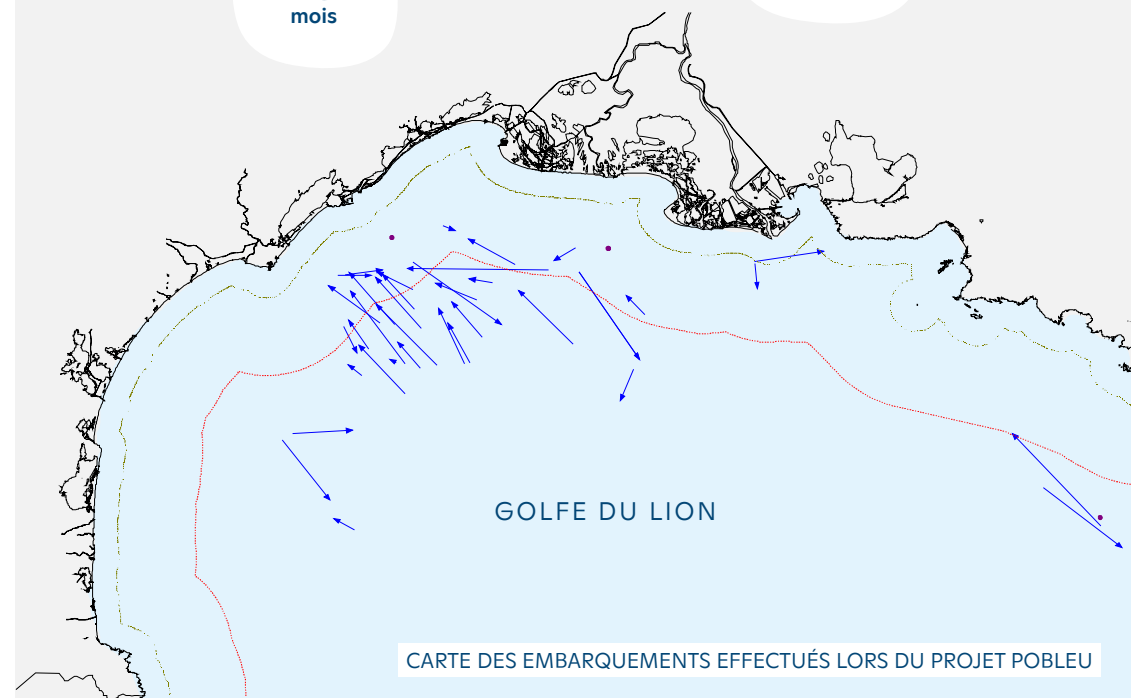 mois
GOLFE DU LION
CARTE DES EMBARQUEMENTS EFFECTUÉS LORS DU PROJET POBLEU